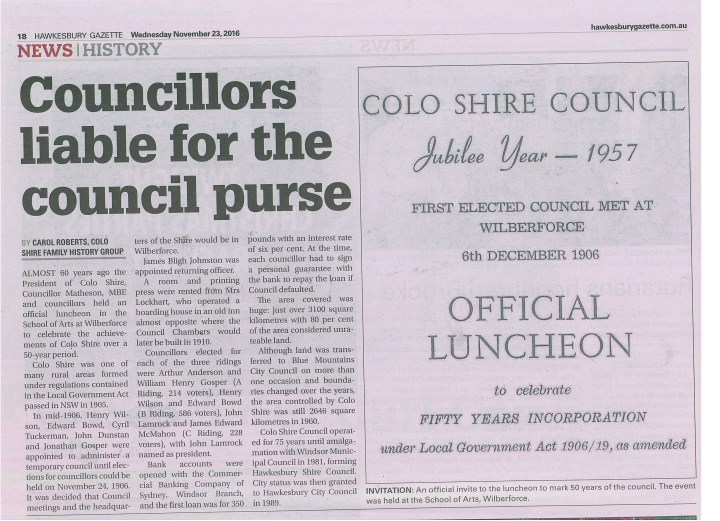 18 HAWKESBURY GAZETTE Wednesday November 23, 2016
hawkesburygazette.com.au
NEWS | HISTORY
Councillors
liable for the
council purse
BY CAROL ROBERTS, COLO
SHIRE FAMILY HISTORY GROUP
ALMOST 60 years ago the
President of Colo Shire,
Councillor Matheson, MBE
and councillors held an
official luncheon in the
School of Arts at Wilberforce
to celebrate the achieve-
ments of Colo Shire over a
50-year period.
Colo Shire was one of
many rural areas formed
under regulations contained
in the Local Government Act
passed in NSW in 1905.
In mid-1906, Henry Wil-
son, Edward Bowd, Cyril
Tuckerman, John Dunstan
and Jonathan Gosper were
appointed to administer a
temporary council until elec-
tions for councillors could be
held on November 24, 1906.
It was decided that Council
meetings and the headquar-
ters of the Shire would be in
Wilberforce.
James Bligh Johnston was
appointed returning officer.
A room and printing
press were rented from Mrs
Lockhart, who operated a
boarding house in an old inn
almost opposite where the
Council Chambers would
later be built in 1910.
Councillors elected for
each of the three ridings
were Arthur Anderson and
William Henry Gosper (A
Riding, 214 voters), Henry
Wilson and Edward Bowd
(B Riding, 586 voters), John
Lamrock and James Edward
McMahon (C Riding, 228
voters), with John Lamrock
named as president.
Bank accounts were
opened with the Commer-
cial Banking Company of
Sydney, Windsor Branch,
and the first loan was for 350
pounds with an interest rate
of six per cent. At the time,
each councillor had to sign
a personal guarantee with
the bank to repay the loan if
Council defaulted.
The area covered was
huge: just over 3100 square
kilometres with 80 per cent
of the area considered unra-
teable land.
Although land was trans-
ferred to Blue Mountains
City Council on more than
one occasion and bounda-
ries changed over the years,
the area controlled by Colo
Shire was still 2646 square
kilometres in 1960.
Colo Shire Council operat-
ed for 75 years until amalga-
mation with Windsor Munic-
ipal Council in 1981, forming
Hawkesbury Shire Council.
City status was then granted
to Hawkesbury City Council
in 1989.
COLO SHIRE COUNCIL
Jubilee Year — 1957
FIRST ELECTED COUNCIL MET AT
WILBERFORCE
6th DECEMBER 1906
OFFICIAL
LUNCHEON
to celebrate
FIFTY YEARS INCORPORATION
under Local Government Act 1906/19, as amended
INVITATION: An official invite to the luncheon to mark 50 years of the council. The event
was held at the School of Arts, Wilberforce.